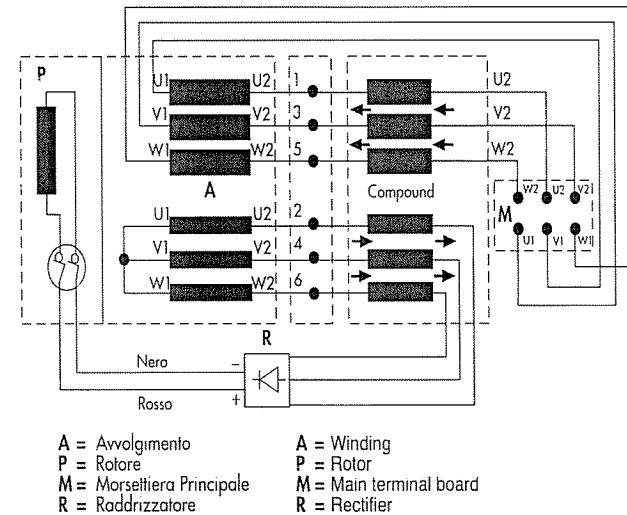 P
U1 U2 1 U2
V1 V2 3 V2
W1 W2 5 W2
A Compound
W2 U2 V2
M
U1 V1 W1
U1 U2 2
V1 V2 4
W1 W2 6
R
Nero −
Rosso +
A = Avvolgimento
P = Rotore
M = Morsettiera Principale
R = Raddrizzatore
A = Winding
P = Rotor
M = Main terminal board
R = Rectifier